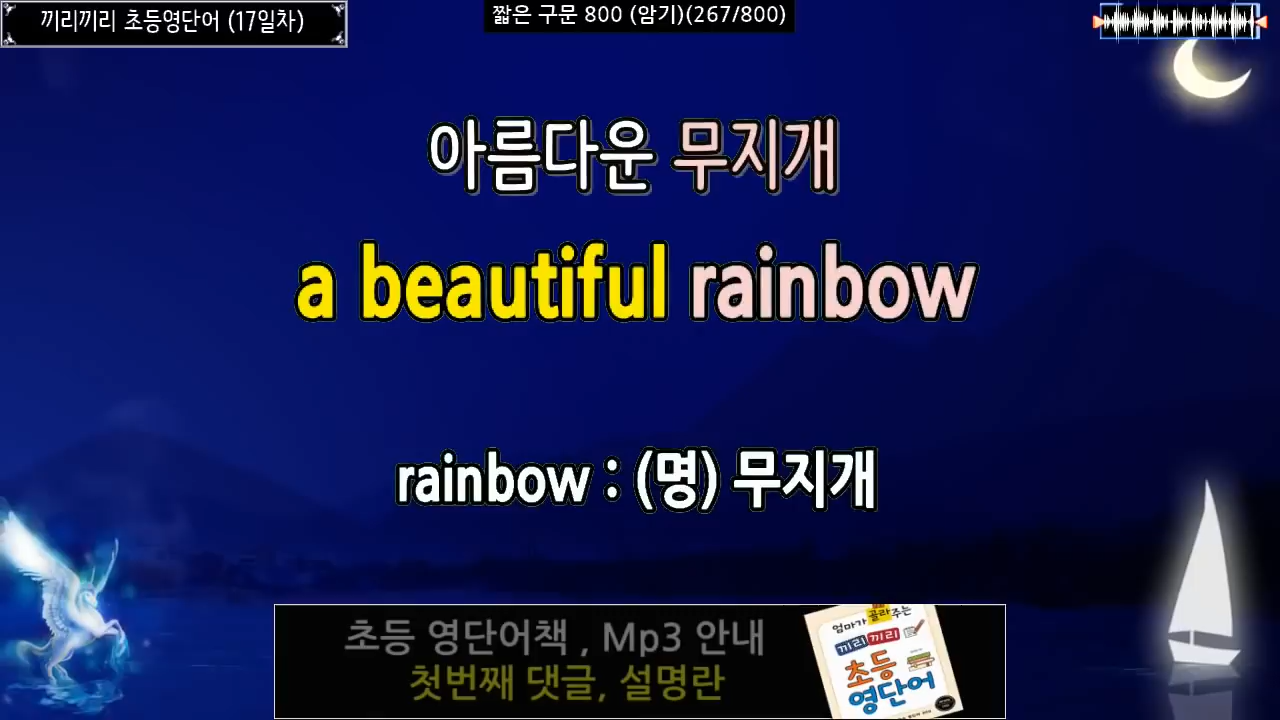 끼리끼리 초등영단어 (17일차)
짧은 구문 800 (암기)(267/800)
아름다운 무지개
a beautiful rainbow
rainbow : (명) 무지개
초등 영단어책 , Mp3 안내
첫번째 댓글, 설명란
엄마가 골라주는
끼리끼리
초등
영단어